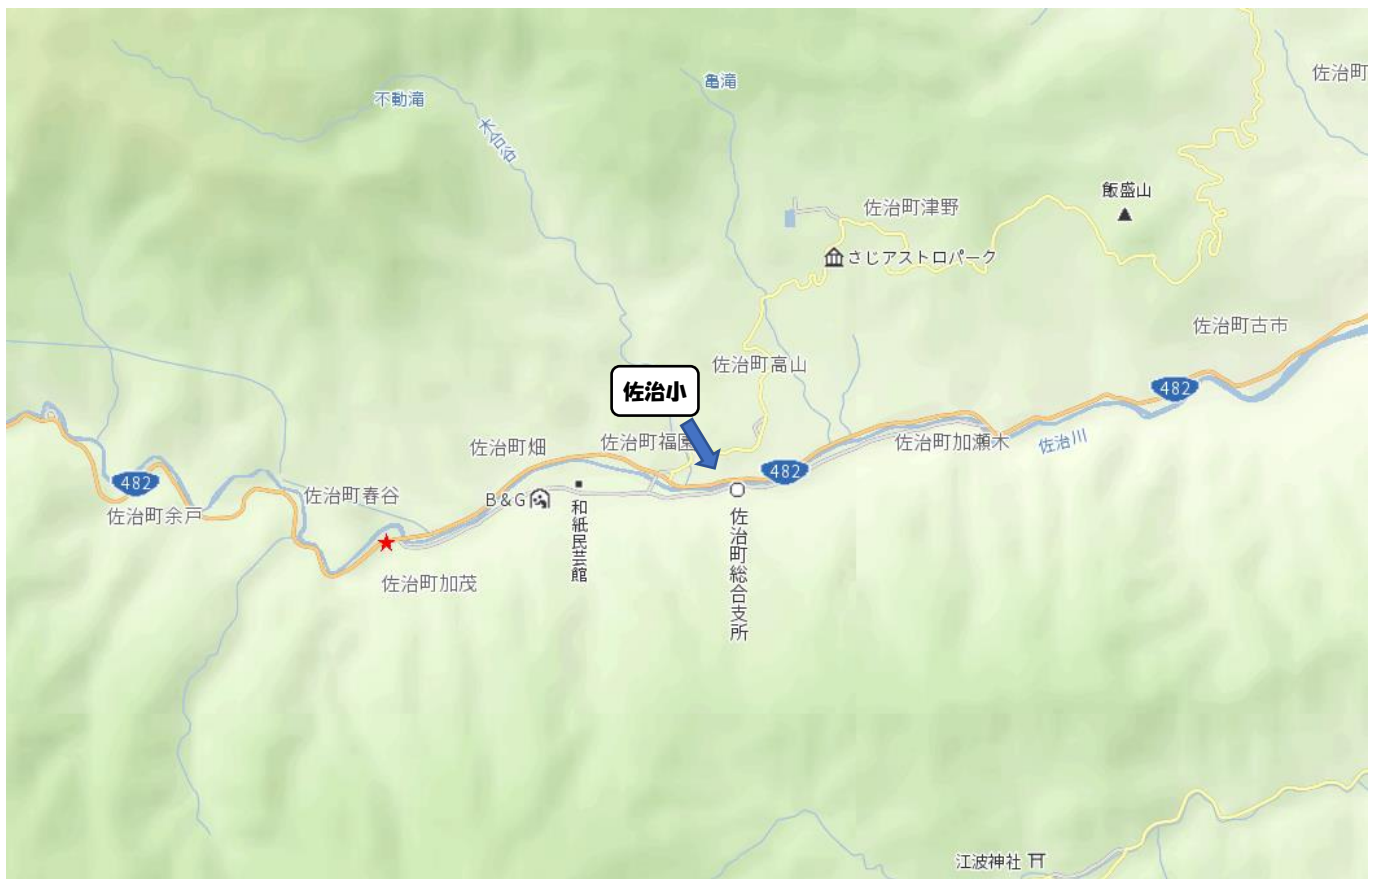 佐治町
亀滝
不動滝
木合谷
飯盛山
佐治町津野
さじアストロパーク
佐治町古市
佐治町高山
佐治小
482
佐治町畑
佐治町福園
佐治町加瀬木
佐治川
482
482
佐治町春谷
B&G
佐治町余戸
和紙民芸館
佐治町総合支所
佐治町加茂
江波神社